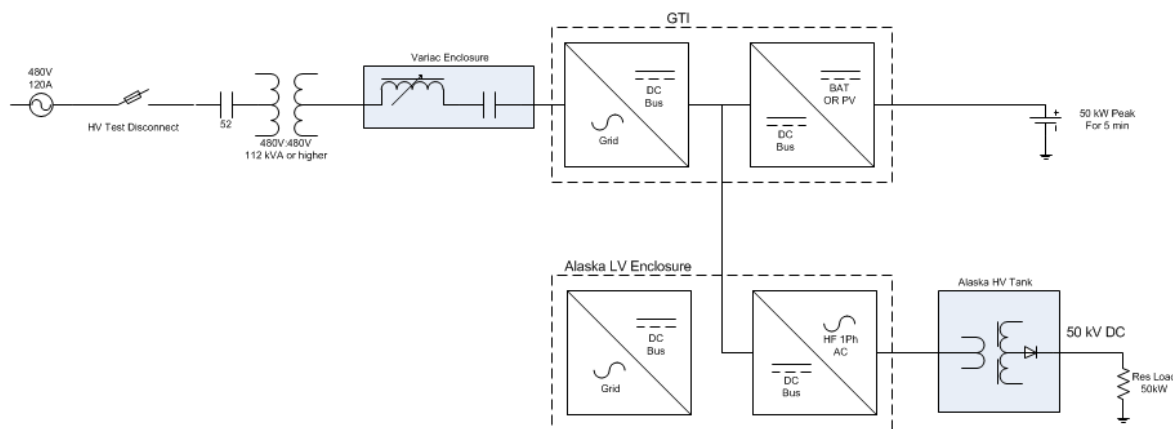 GTI
Variac Enclosure
480V
120A
HV Test Disconnect
52
480V:480V
112 kVA or higher
DC
Bus
Grid
BAT
OR PV
DC
Bus
50 kW Peak
For 5 min
Alaska LV Enclosure
DC
Bus
Grid
HF 1Ph
AC
DC
Bus
Alaska HV Tank
50 kV DC
Res Load
50kW